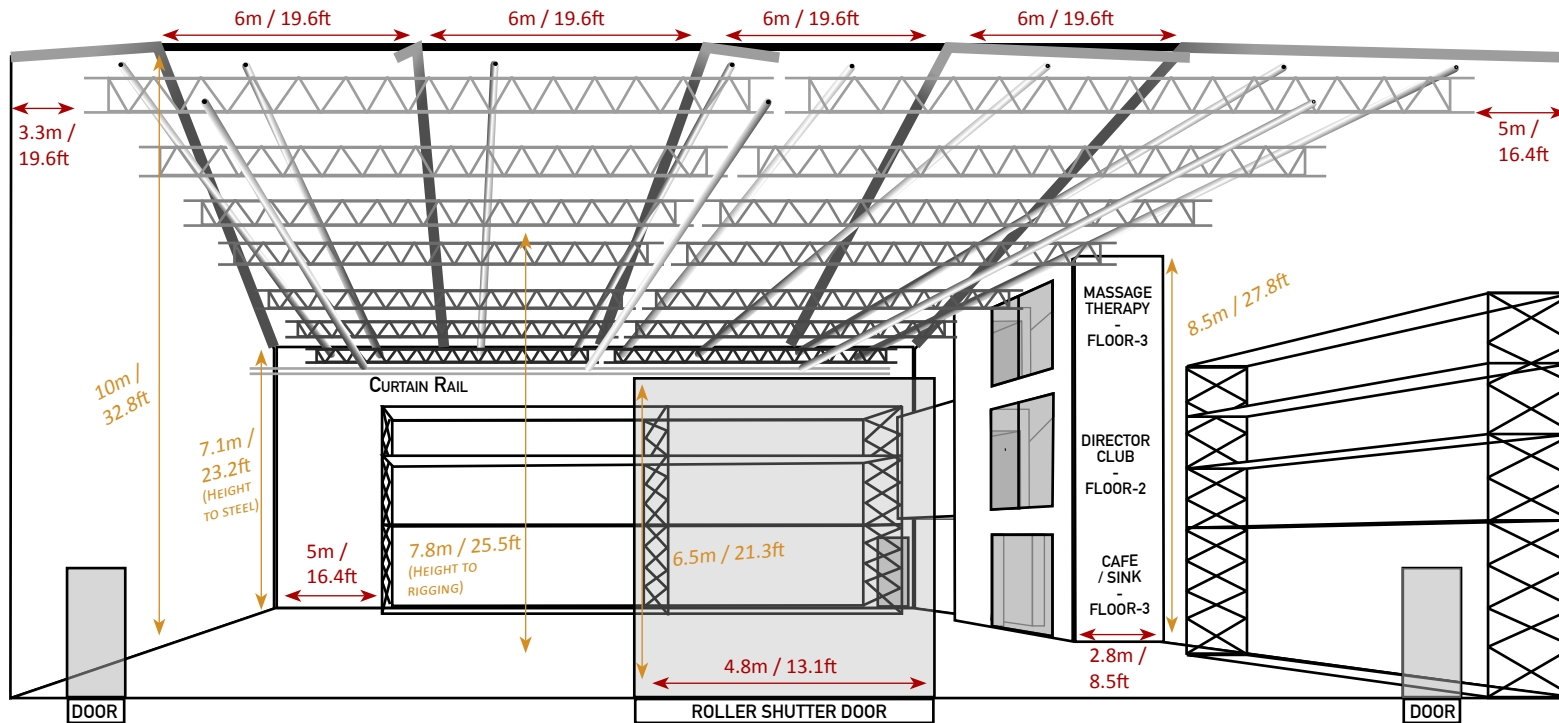 6m / 19.6ft
6m / 19.6ft
6m / 19.6ft
6m / 19.6ft
3.3m /
19.6ft
5m /
16.4ft
10m /
32.8ft
7.1m /
23.2ft
(Height
to steel)
Curtain Rail
5m /
16.4ft
7.8m / 25.5ft
(Height to
rigging)
6.5m / 21.3ft
4.8m / 13.1ft
MASSAGE
THERAPY
-
FLOOR-3
DIRECTOR
CLUB
-
FLOOR-2
CAFE
/ SINK
-
FLOOR-3
8.5m / 27.8ft
2.8m /
8.5ft
DOOR
ROLLER SHUTTER DOOR
DOOR